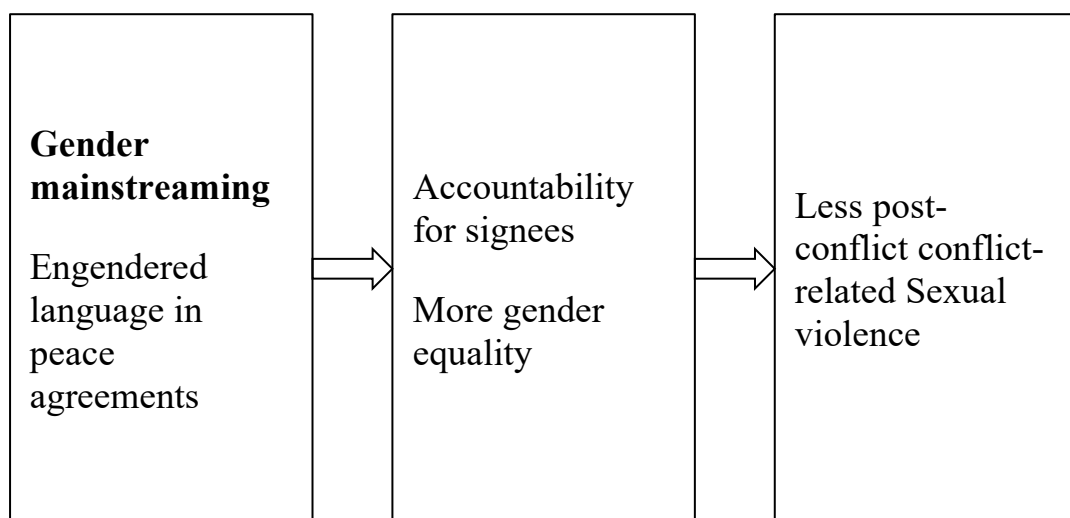 Gender
mainstreaming
Engendered
language in
peace
agreements
Accountability
for signees
More gender
equality
Less post-
conflict conflict-
related Sexual
violence